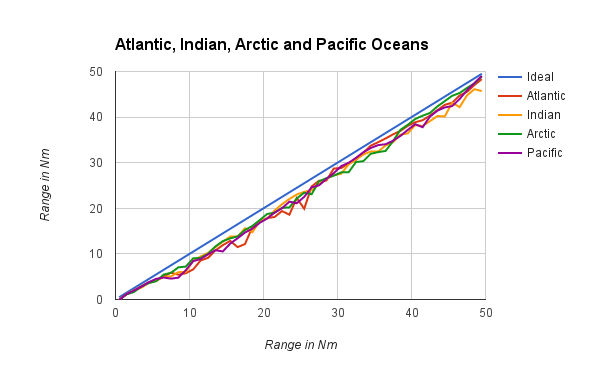 Atlantic, Indian, Arctic and Pacific Oceans
50
40
30
20
10
0
Range in Nm
0
10
20
30
40
50
Range in Nm
Ideal
Atlantic
Indian
Arctic
Pacific